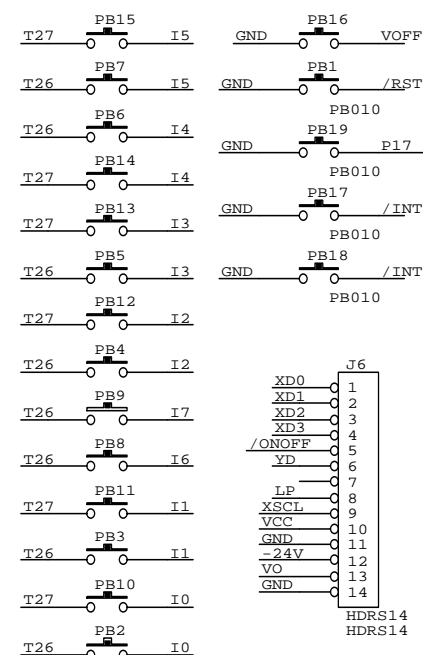 PB15
T27 I5
PB7
T26 I5
PB6
T26 I4
PB14
T27 I4
PB13
T27 I3
PB5
T26 I3
PB12
T27 I2
PB4
T26 I2
PB9
T26 I7
PB8
T26 I6
PB11
T27 I1
PB3
T26 I1
PB10
T27 I0
PB2
T26 I0
PB16
GND VOFF
PB1
GND /RST
PB010
PB19
GND P17
PB010
PB17
GND /INT
PB010
PB18
GND /INT
PB010
J6
XD0 1
XD1 2
XD2 3
XD3 4
/ONOFF 5
YD 6
7
LP 8
XSCL 9
VCC 10
GND 11
-24V 12
VO 13
GND 14
HDRS14
HDRS14